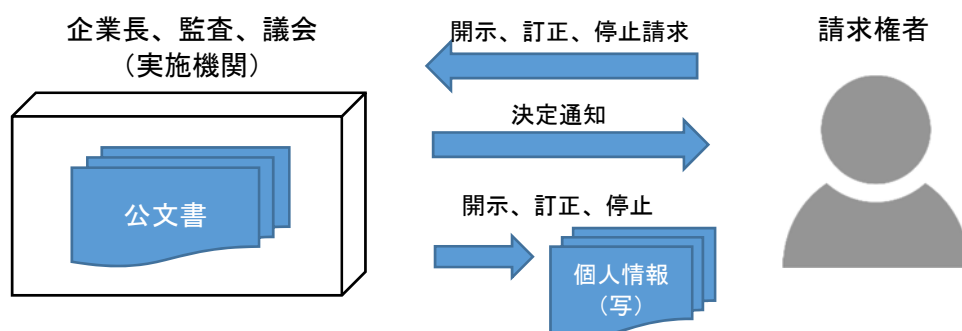 企業長、監査、議会
（実施機関）
公文書
開示、訂正、停止請求
決定通知
開示、訂正、停止
個人情報
（写）
請求権者